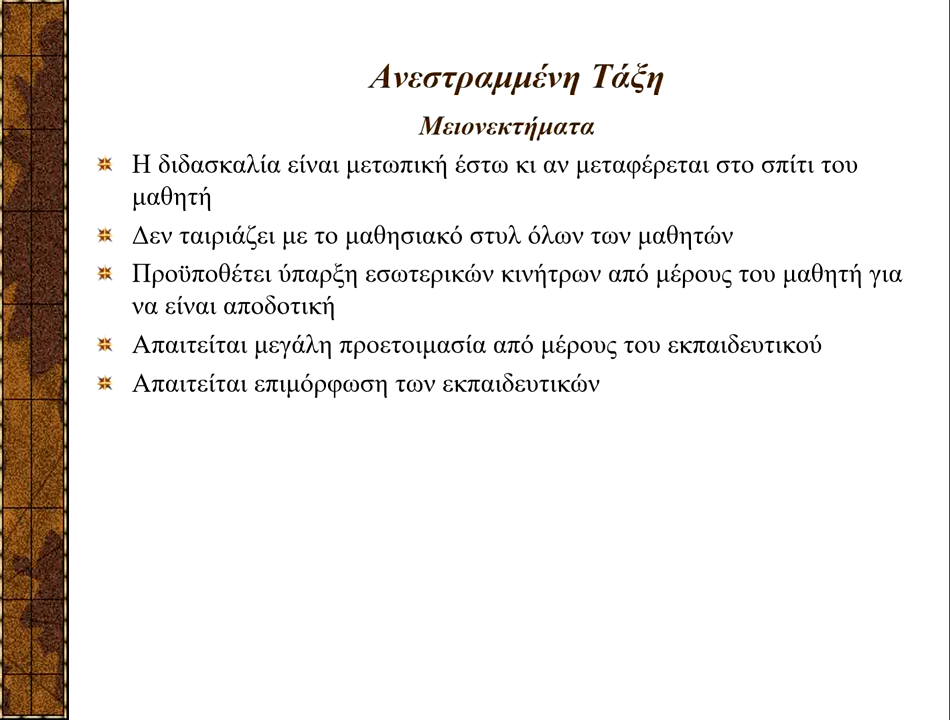 Ανεστραμμένη Τάξη
Μειονεκτήματα
Η διδασκαλία είναι μετωπική έστω κι αν μεταφέρεται στο σπίτι του
μαθητή
Δεν ταιριάζει με το μαθησιακό στυλ όλων των μαθητών
Προϋποθέτει ύπαρξη εσωτερικών κινήτρων από μέρους του μαθητή για
να είναι αποδοτική
Απαιτείται μεγάλη προετοιμασία από μέρους του εκπαιδευτικού
Απαιτείται επιμόρφωση των εκπαιδευτικών